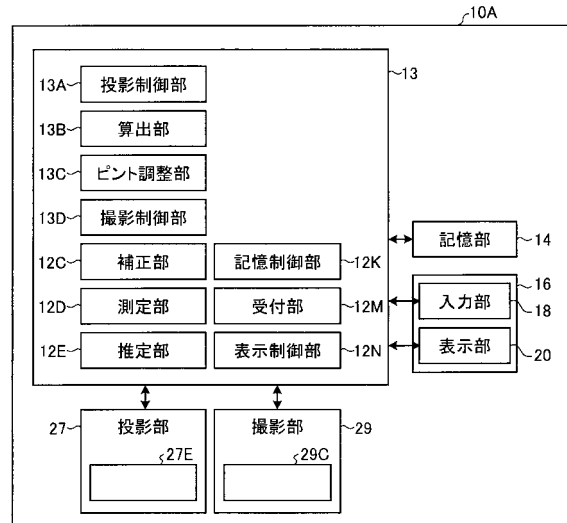 10A
13
13A 投影制御部
13B 算出部
13C ピント調整部
13D 撮影制御部
12C 補正部 記憶制御部 12K
12D 測定部 受付部 12M
12E 推定部 表示制御部 12N
記憶部 14
16
入力部 18
表示部 20
27 投影部 撮影部 29
27E 29C